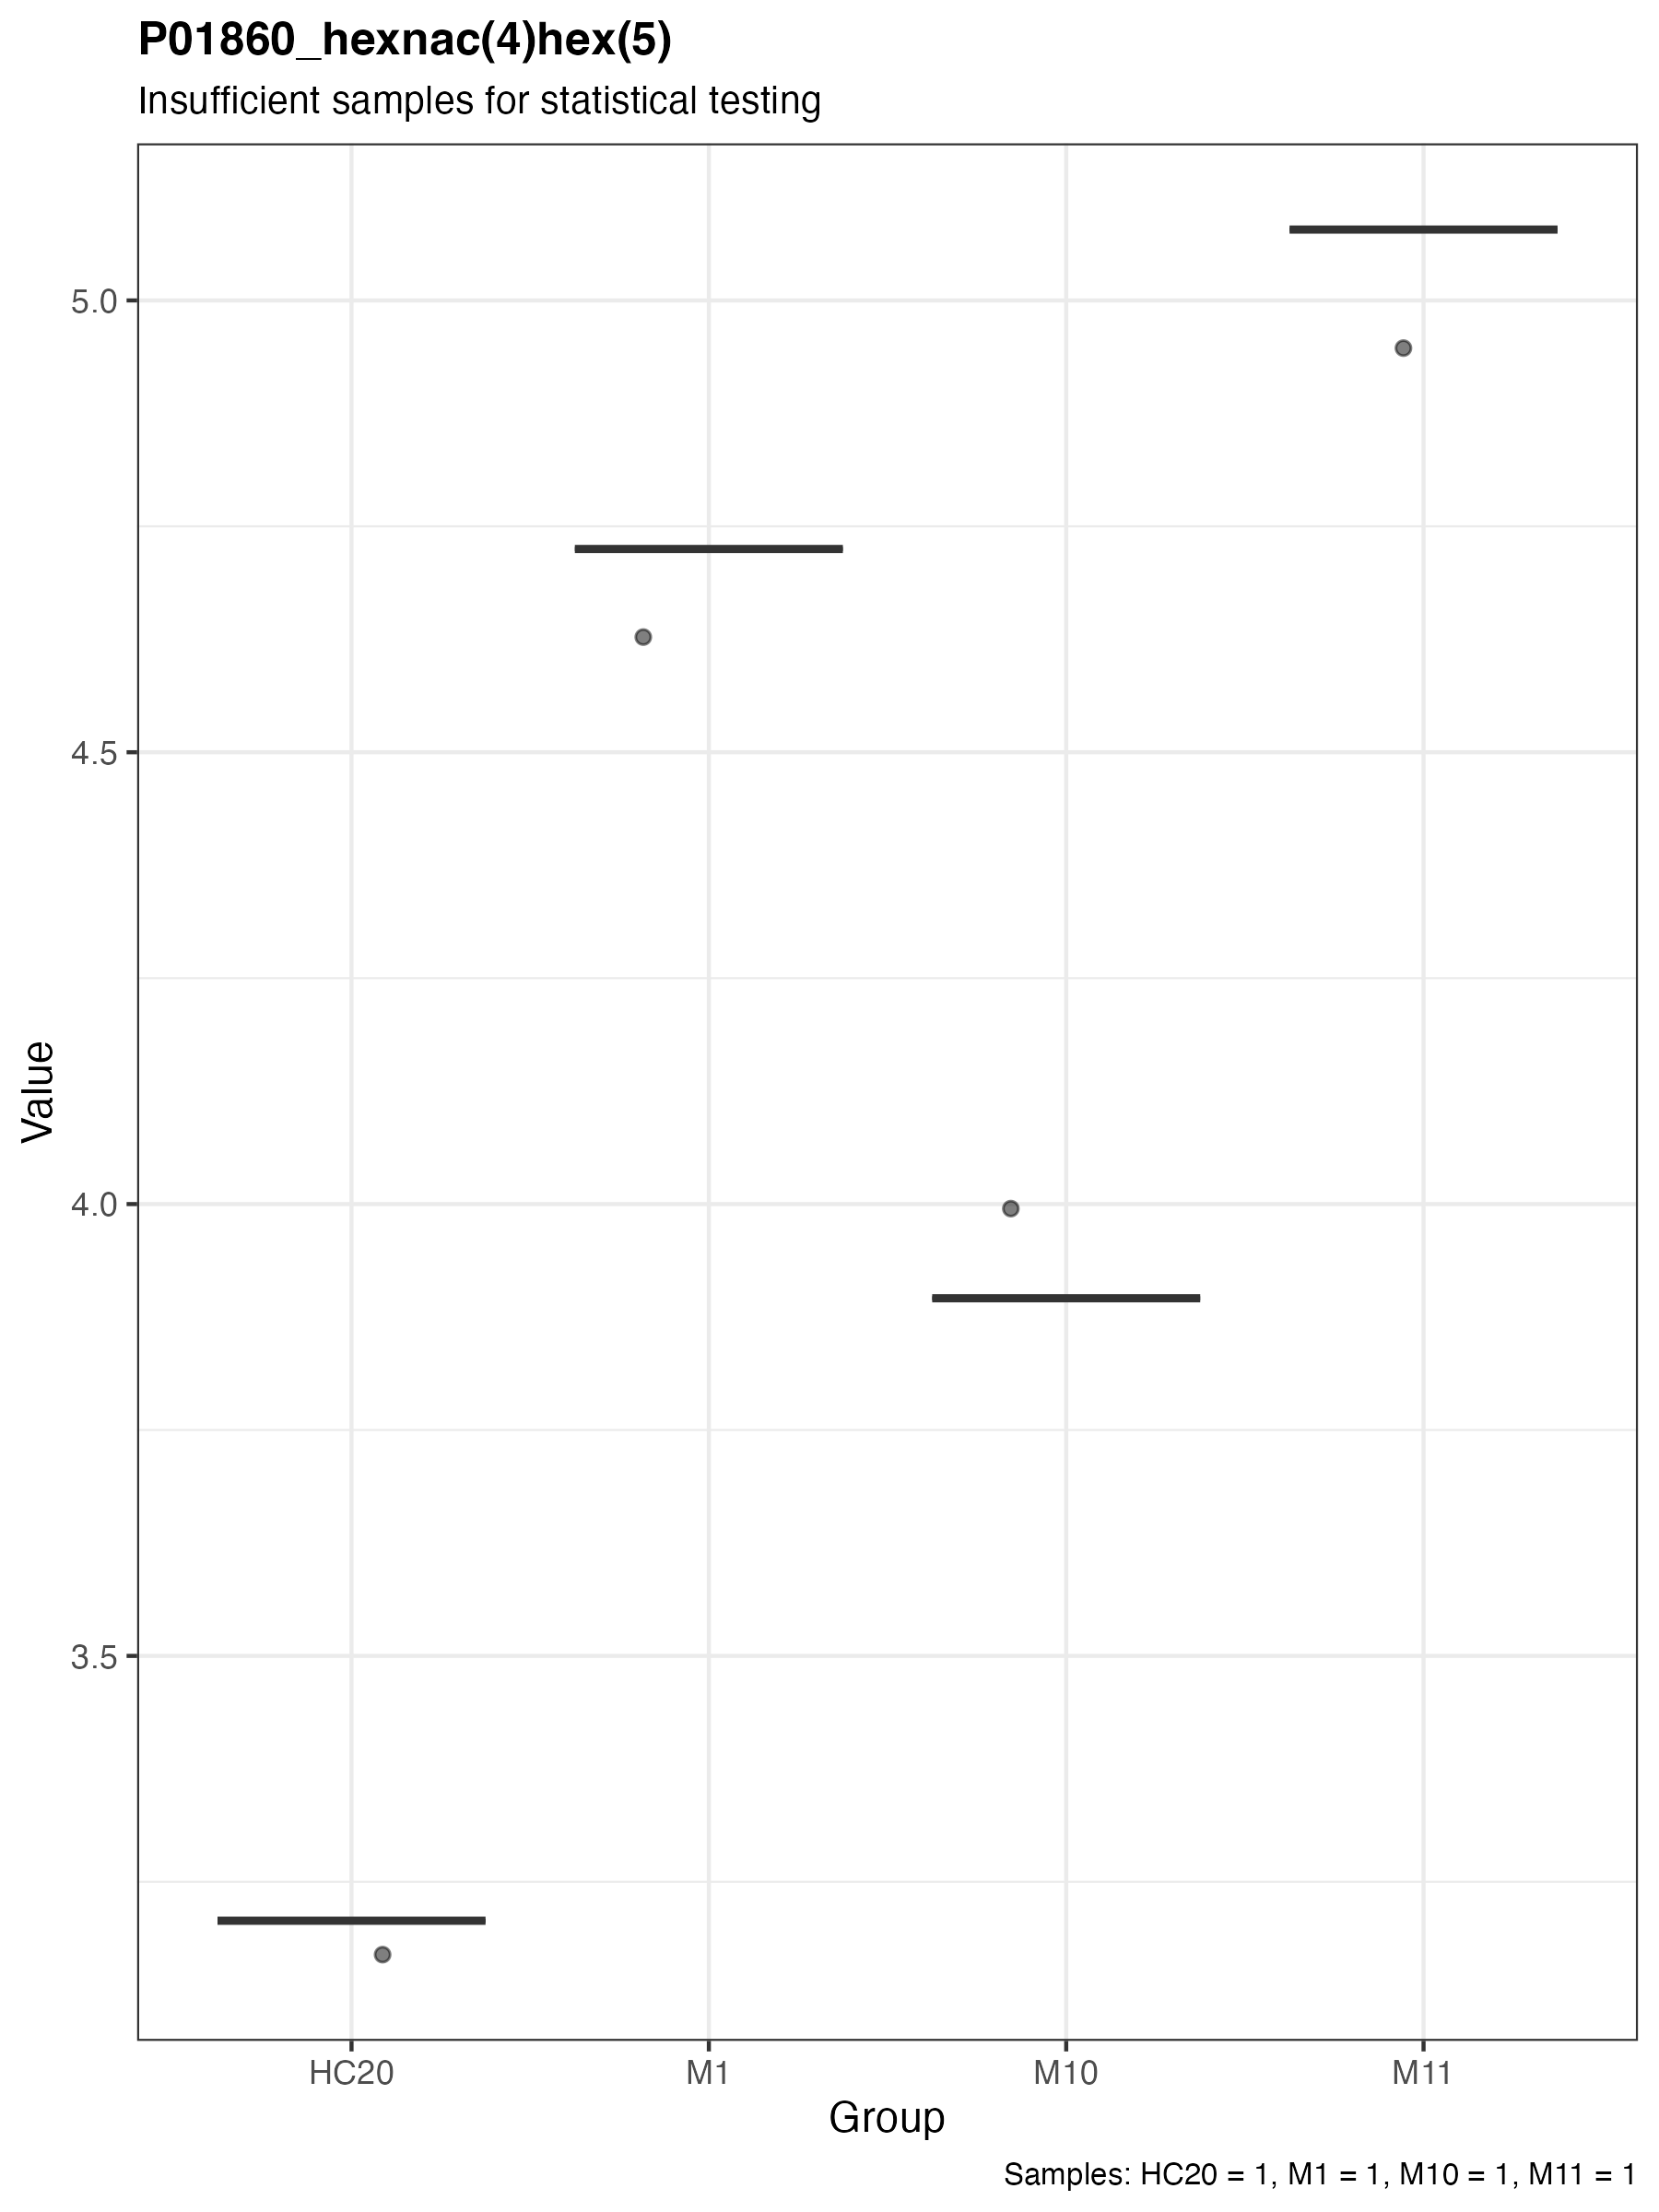 P01860_hexnac(4)hex(5)
Insufficient samples for statistical testing
5.0
4.5
4.0
3.5
Value
HC20 M1 M10 M11
Group
Samples: HC20 = 1, M1 = 1, M10 = 1, M11 = 1